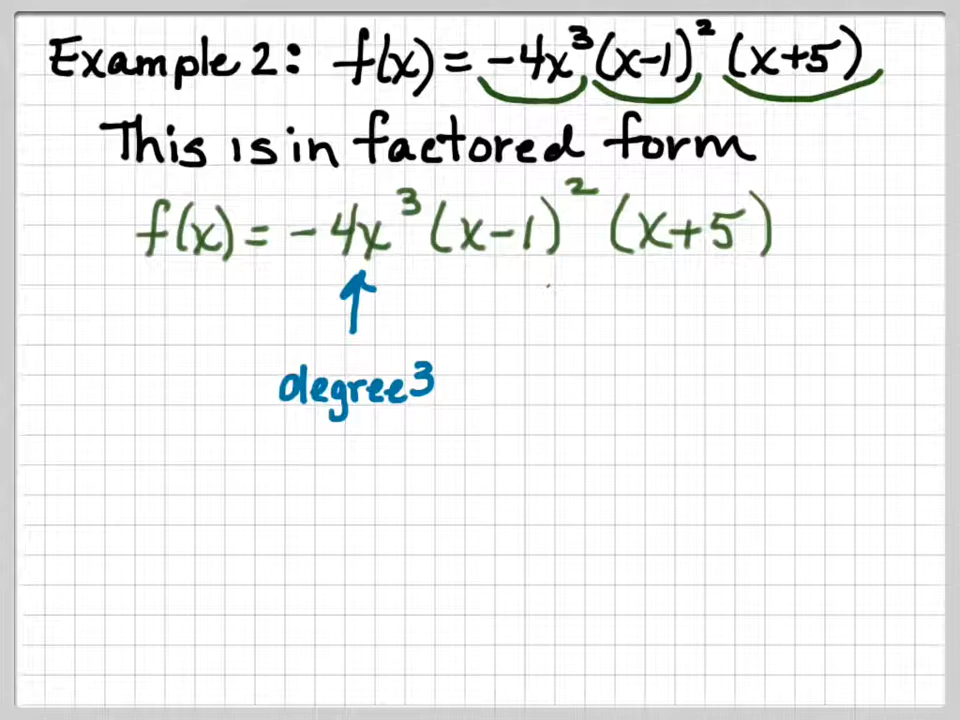 Example 2: f(x) = -4x³(x-1)² (x+5)
This is in factored form
f(x) = -4x³ (x-1)² (x+5)
degree 3